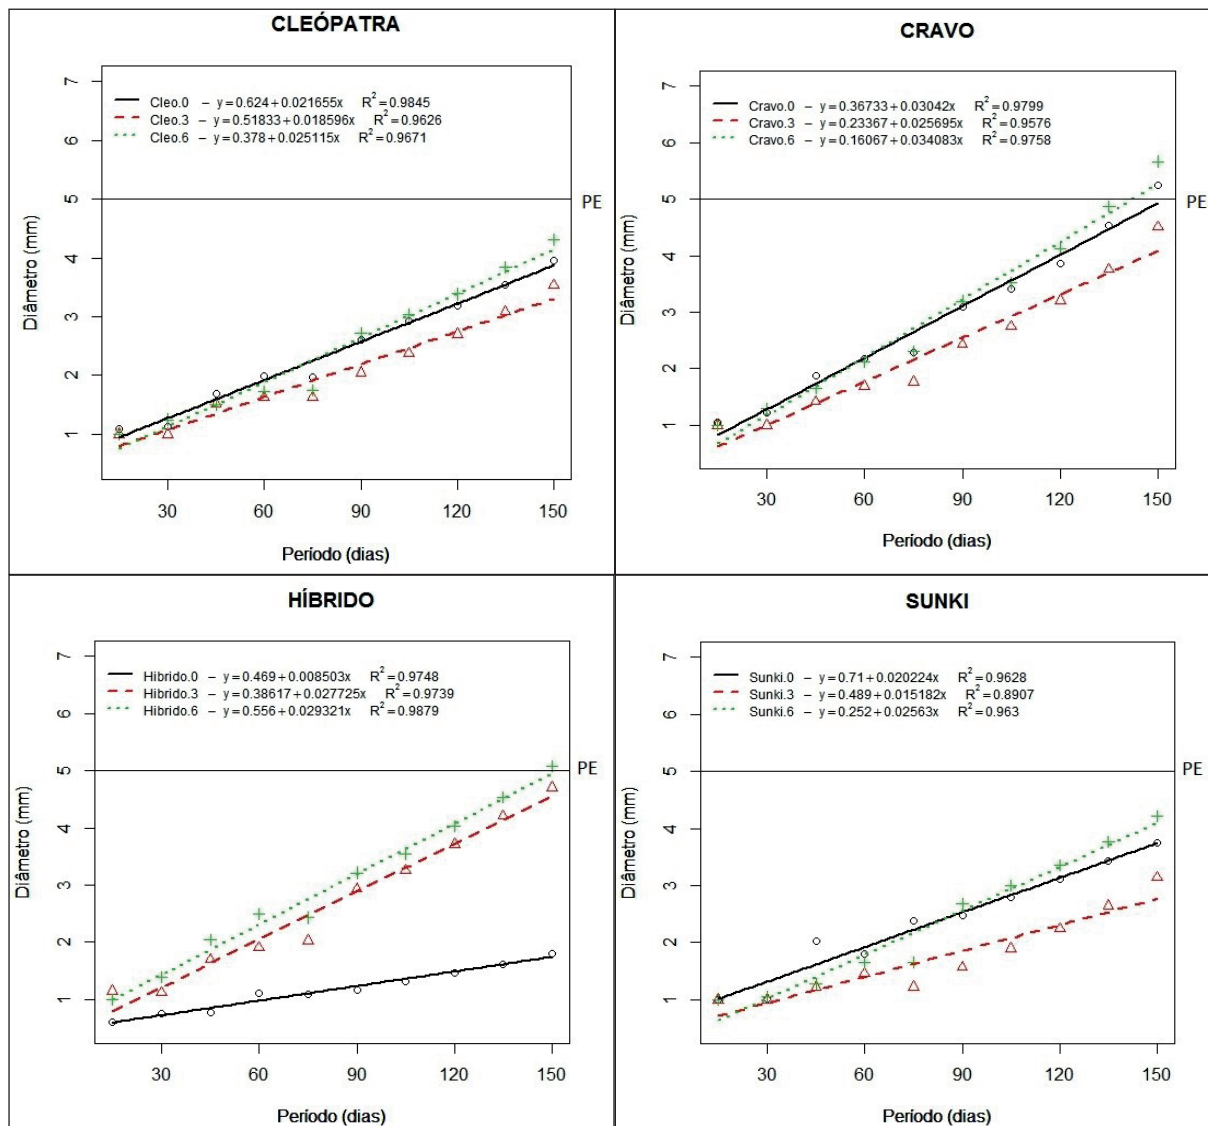 CLEÓPATRA
Cleo.0 – y = 0.624 + 0.021655x R² = 0.9845
Cleo.3 – y = 0.51833 + 0.018596x R² = 0.9626
Cleo.6 – y = 0.378 + 0.025115x R² = 0.9671
7
6
5
4
3
2
1
Diâmetro (mm)
PE
30 60 90 120 150
Período (dias)
CRAVO
Cravo.0 – y = 0.36733 + 0.03042x R² = 0.9799
Cravo.3 – y = 0.23367 + 0.025695x R² = 0.9576
Cravo.6 – y = 0.16067 + 0.034083x R² = 0.9758
7
6
5
4
3
2
1
Diâmetro (mm)
PE
30 60 90 120 150
Período (dias)
HÍBRIDO
Hibrido.0 – y = 0.469 + 0.008503x R² = 0.9748
Hibrido.3 – y = 0.38617 + 0.027725x R² = 0.9739
Hibrido.6 – y = 0.556 + 0.029321x R² = 0.9879
7
6
5
4
3
2
1
Diâmetro (mm)
PE
30 60 90 120 150
Período (dias)
SUNKI
Sunki.0 – y = 0.71 + 0.020224x R² = 0.9628
Sunki.3 – y = 0.489 + 0.015182x R² = 0.8907
Sunki.6 – y = 0.252 + 0.02563x R² = 0.963
7
6
5
4
3
2
1
Diâmetro (mm)
PE
30 60 90 120 150
Período (dias)